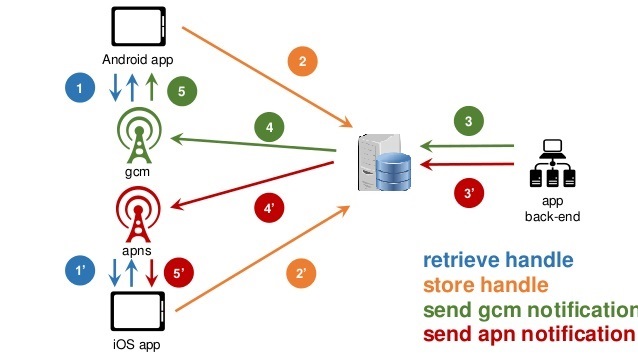 Android app
2
1
5
3
4
gcm
3'
app
back-end
4'
apns
retrieve handle
1'
5'
2'
store handle
send gcm notification
send apn notification
iOS app